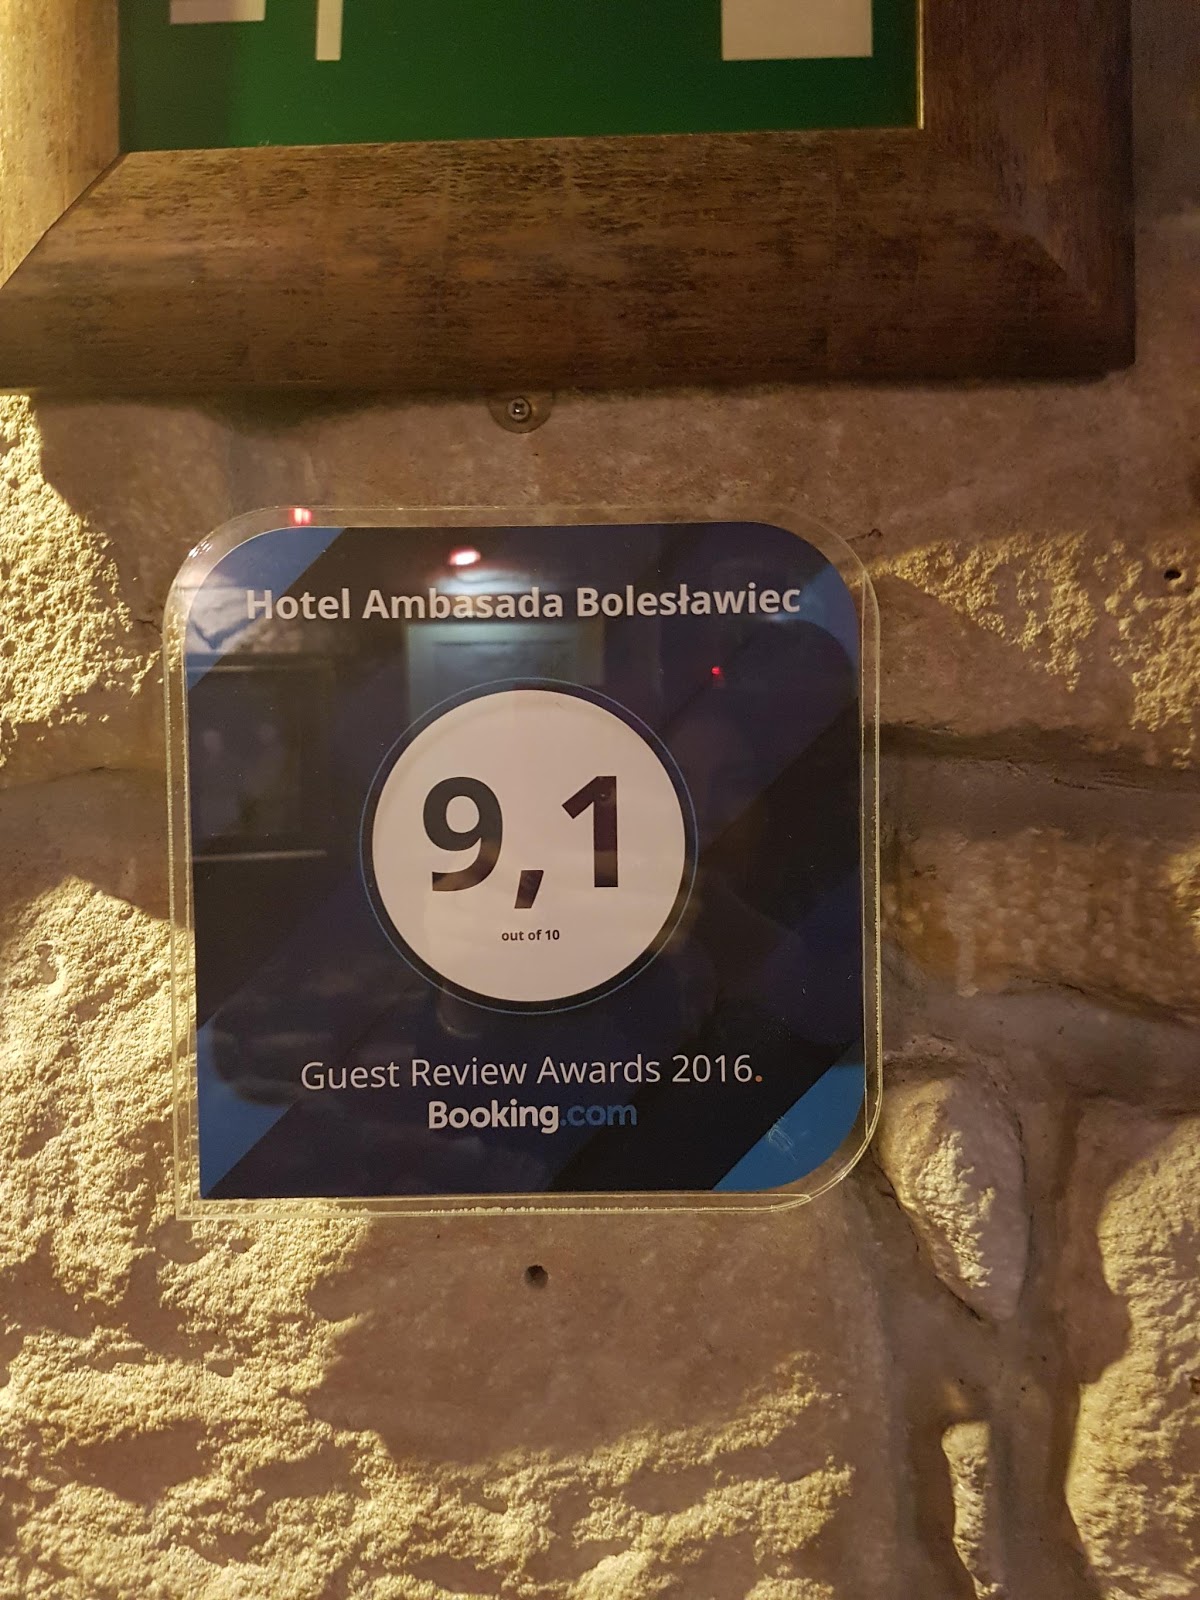 Hotel Ambasada Bolesławiec
9,1
out of 10
Guest Review Awards 2016.
Booking.com